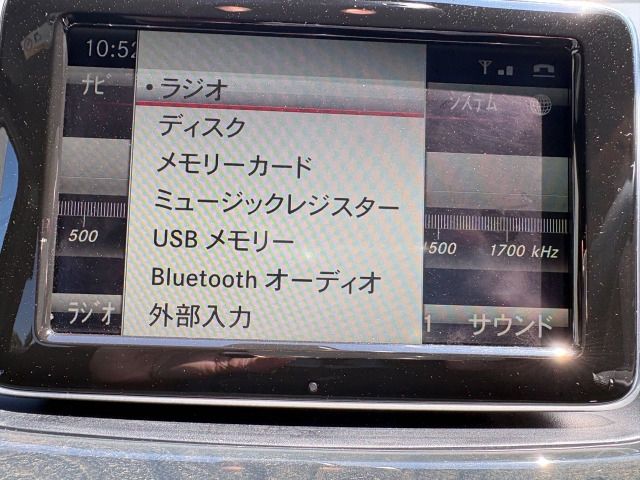 10:52
ナビ
システム
• ラジオ
ディスク
メモリーカード
ミュージックレジスター
USB メモリー
Bluetooth オーディオ
外部入力
500
1700 kHz
ラジオ
サウンド